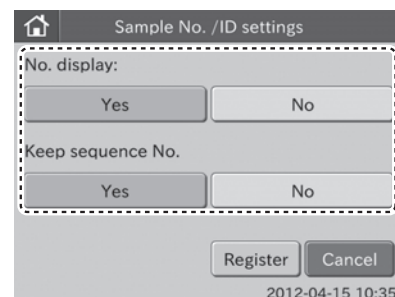 Sample No. /ID settings
No. display:
Yes No
Keep sequence No.
Yes No
Register Cancel
2012-04-15 10:35